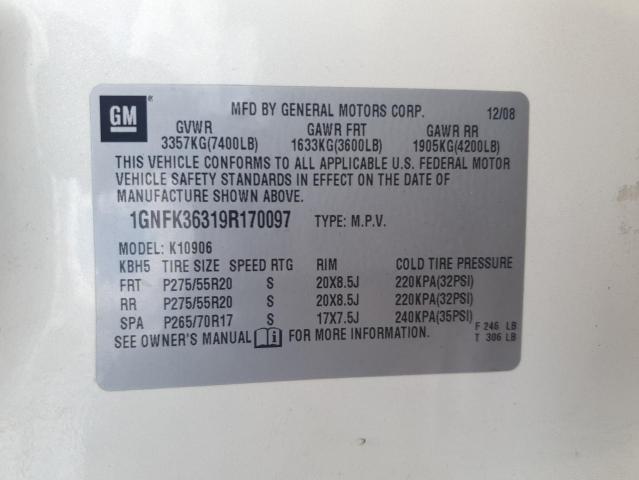 GM ® MFD BY GENERAL MOTORS CORP. 12/08
GVWR GAWR FRT GAWR RR
3357KG(7400LB) 1633KG(3600LB) 1905KG(4200LB)
THIS VEHICLE CONFORMS TO ALL APPLICABLE U.S. FEDERAL MOTOR
VEHICLE SAFETY STANDARDS IN EFFECT ON THE DATE OF
MANUFACTURE SHOWN ABOVE.
1GNFK36319R170097 TYPE: M.P.V.
MODEL: K10906
KBH5 TIRE SIZE SPEED RTG RIM COLD TIRE PRESSURE
FRT P275/55R20 S 20X8.5J 220KPA(32PSI)
RR P275/55R20 S 20X8.5J 220KPA(32PSI)
SPA P265/70R17 S 17X7.5J 240KPA(35PSI) F 246 LB
SEE OWNER'S MANUAL FOR MORE INFORMATION. T 306 LB